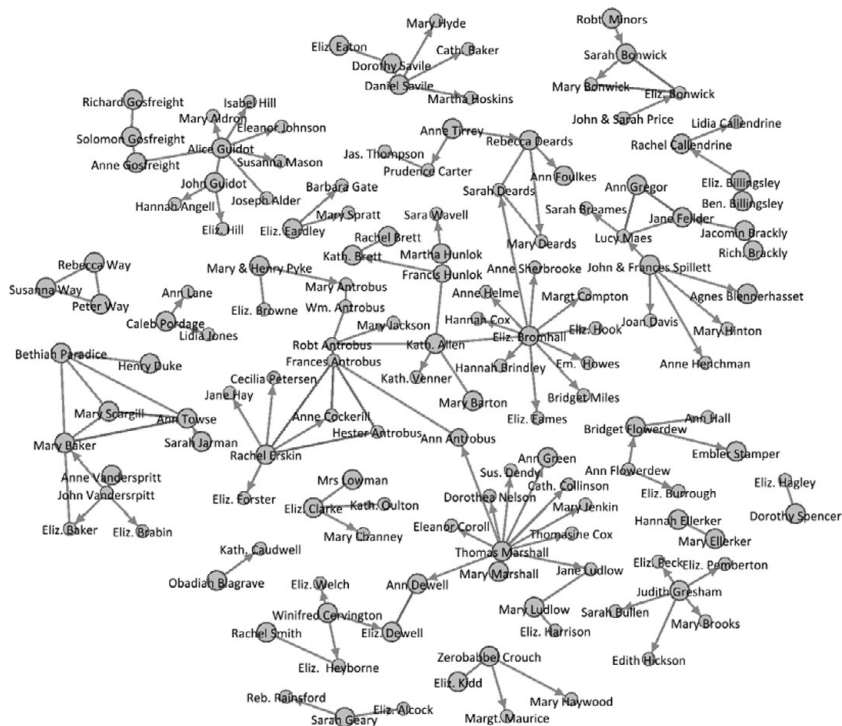 Mary Hyde
Robt. Minors
Eliz. Eaton
Cath. Baker
Sarah Bonwick
Dorothy Savile
Daniel Savile
Mary Bonwick
Eliz. Bonwick
Martha Hoskins
Richard Gosfreight
Isabel Hill
Mary Aldron
Eleanor Johnson
John & Sarah Price
Lidia Callendrine
Anne Tirrey
Rebecca Deards
Rachel Callendrine
Solomon Gosfreight
Alice Guidot
Jas. Thompson
Anne Gosfreight
Susanna Mason
Prudence Carter
Ann Foulkes
Eliz. Billingsley
John Guidot
Barbara Gate
Sarah Deards
Ann Gregor
Ben. Billingsley
Hannah Angell
Joseph Alder
Mary Spratt
Sara Wavell
Sarah Breames
Jane Feilder
Eliz. Hill
Eliz. Eardley
Rachel Brett
Mary Deards
Lucy Maes
Jacomin Brackly
Kath. Brett
Martha Hunlok
Rich. Brackly
Rebecca Way
Mary & Henry Pyke
Francis Hunlok
Anne Sherbrooke
John & Frances Spillett
Susanna Way
Ann Lane
Mary Antrobus
Anne Helme
Margt Compton
Agnes Blennerhasset
Peter Way
Eliz. Browne
Wm. Antrobus
Caleb Pordage
Mary Jackson
Hannah Cox
Eliz. Hook
Joan Davis
Mary Hinton
Lidia Jones
Robt Antrobus
Kath. Allen
Eliz. Bromhall
Bethiah Paradice
Henry Duke
Frances Antrobus
Hannah Brindley
Em. Howes
Anne Henchman
Cecilia Petersen
Kath. Venner
Jane Hay
Bridget Miles
Mary Barton
Mary Scargill
Ann Towse
Anne Cockerill
Eliz. Eames
Ann Hall
Mary Baker
Sarah Jarman
Hester Antrobus
Ann Antrobus
Bridget Flowerdew
Rachel Erskin
Embler Stamper
Ann Green
Anne Vanderspritt
Sus. Dendy
Ann Flowerdew
Mrs Lowman
Cath. Collinson
Eliz. Hagley
John Vandersrpitt
Eliz. Forster
Dorothea Nelson
Eliz. Burrough
Eliz. Clarke
Kath. Oulton
Mary Jenkin
Dorothy Spencer
Eliz. Baker
Eliz. Brabin
Eleanor Coroll
Hannah Ellerker
Mary Channey
Thomasine Cox
Mary Ellerker
Kath. Caudwell
Thomas Marshall
Eliz. Peck
Eliz. Pemberton
Mary Marshall
Jane Ludlow
Obadiah Blagrave
Eliz. Welch
Ann Dewell
Judith Gresham
Winifred Cervington
Mary Ludlow
Sarah Bullen
Mary Brooks
Rachel Smith
Eliz. Dewell
Eliz. Harrison
Zerobabbel Crouch
Edith Hickson
Eliz. Heyborne
Eliz. Kidd
Reb. Rainsford
Mary Haywood
Eliz. Alcock
Sarah Geary
Margt. Maurice